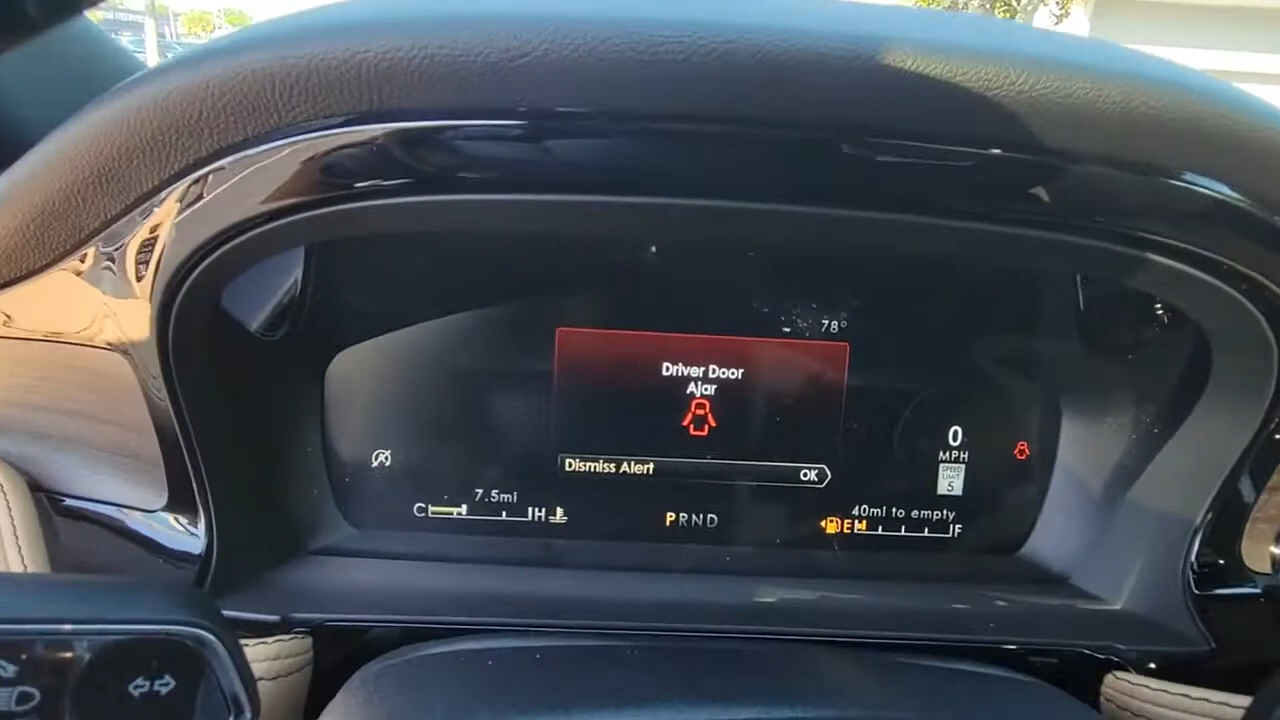 78°
Driver Door
Ajar
Dismiss Alert OK
0
MPH
SPEED
LIMIT
5
7.5mi
C H
PRND
40mi to empty
E F